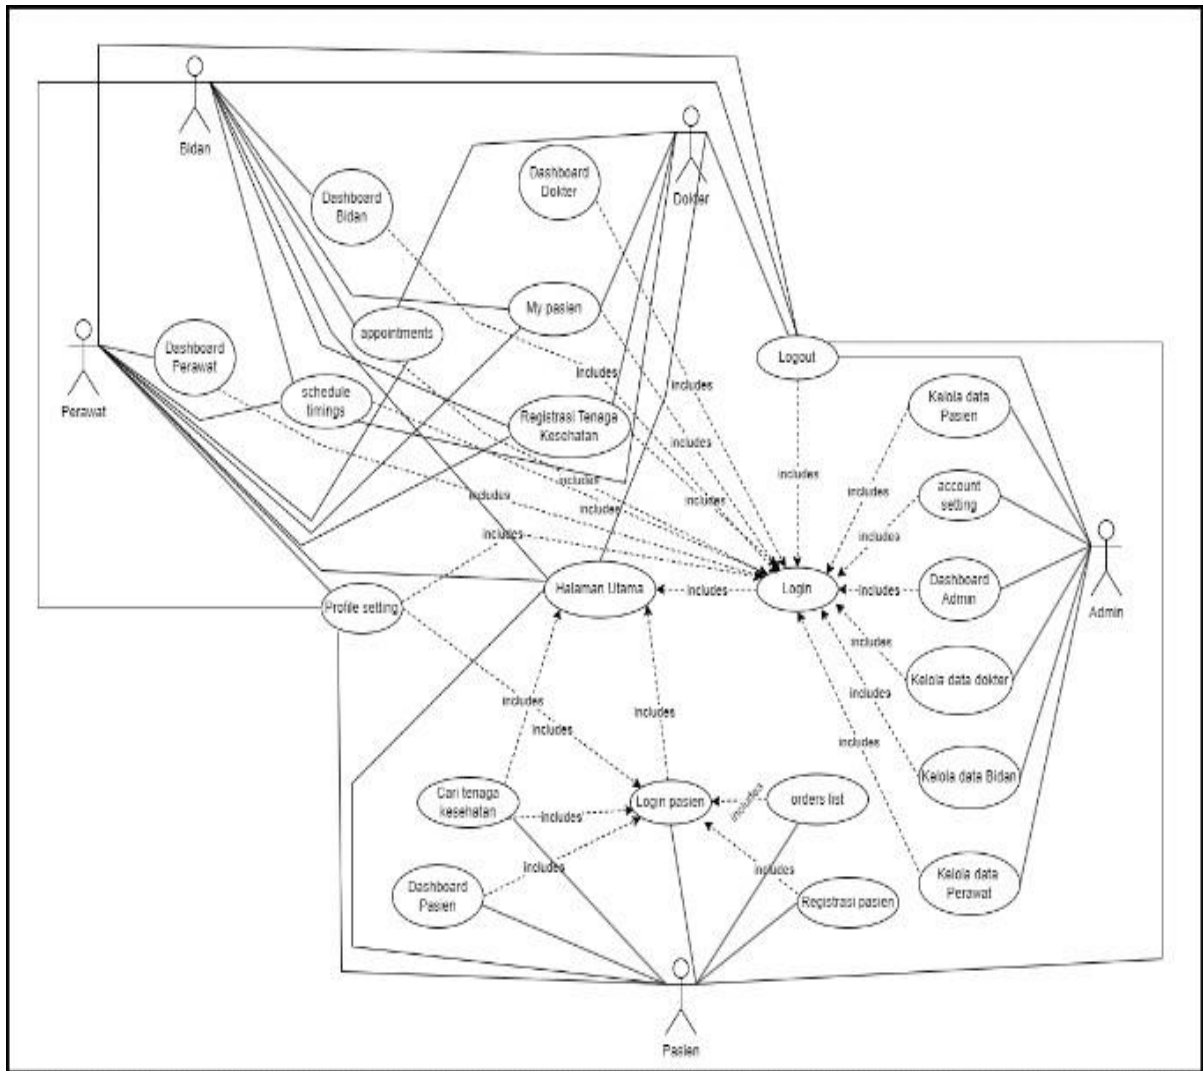 Bidan
Dokter
Dashboard
Dokter
Dashboard
Bidan
My pasien
appointments
Dashboard
Perawat
Perawat
Logout
schedule
timings
Registrasi Tenaga
Kesehatan
includes
includes
includes
includes
includes
includes
includes
includes
includes
includes
Kelola data
Pasien
includes
account
setting
includes
Halaman Utama
includes
Login
includes
Dashboard
Admin
Admin
Profile setting
includes
Kelola data dokter
includes
includes
includes
includes
includes
Kelola data Bidan
Cari tenaga
kesehatan
includes
Login pasien
includes
orders list
includes
includes
Dashboard
Pasien
Registrasi pasien
Kelola data
Perawat
Pasien